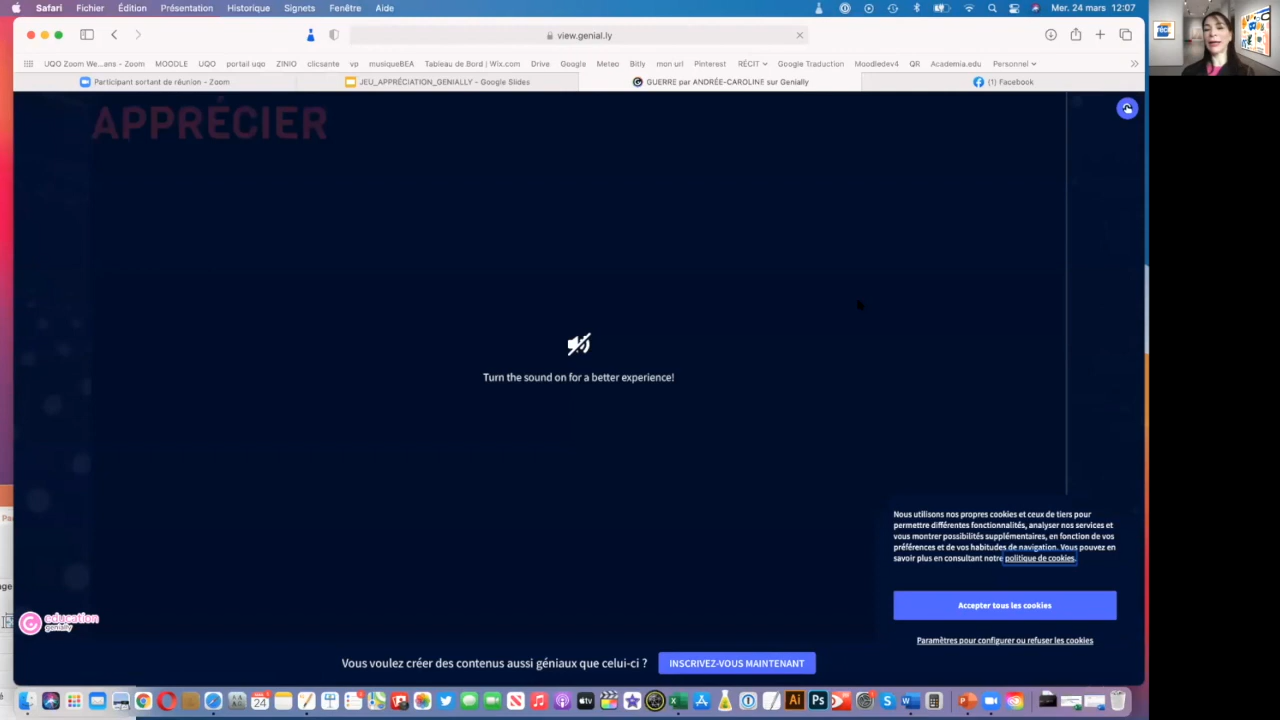 Safari Fichier Édition Présentation Historique Signets Fenêtre Aide Mer. 24 mars 12:07
view.genial.ly
UQO Zoom We...ans - Zoom MOODLE UQO portail uqo ZINIO clicsante vp musiqueBEA Tableau de Bord | Wix.com Drive Google Meteo Bitly mon url Pinterest RÉCIT Google Traduction Moodledev4 QR Academia.edu Personnel
Participant sortant de réunion - Zoom JEU_APPRÉCIATION_GENIALLY - Google Slides GUERRE par ANDRÉE-CAROLINE sur Genially (1) Facebook
APPRÉCIER
Turn the sound on for a better experience!
Nous utilisons nos propres cookies et ceux de tiers pour
permettre différentes fonctionnalités, analyser nos services et
vous montrer possibilités supplémentaires, en fonction de vos
préférences et de vos habitudes de navigation. Vous pouvez en
savoir plus en consultant notre politique de cookies.
Accepter tous les cookies
Paramètres pour configurer ou refuser les cookies
education
genially
Vous voulez créer des contenus aussi géniaux que celui-ci ? INSCRIVEZ-VOUS MAINTENANT
24
Ai Ps